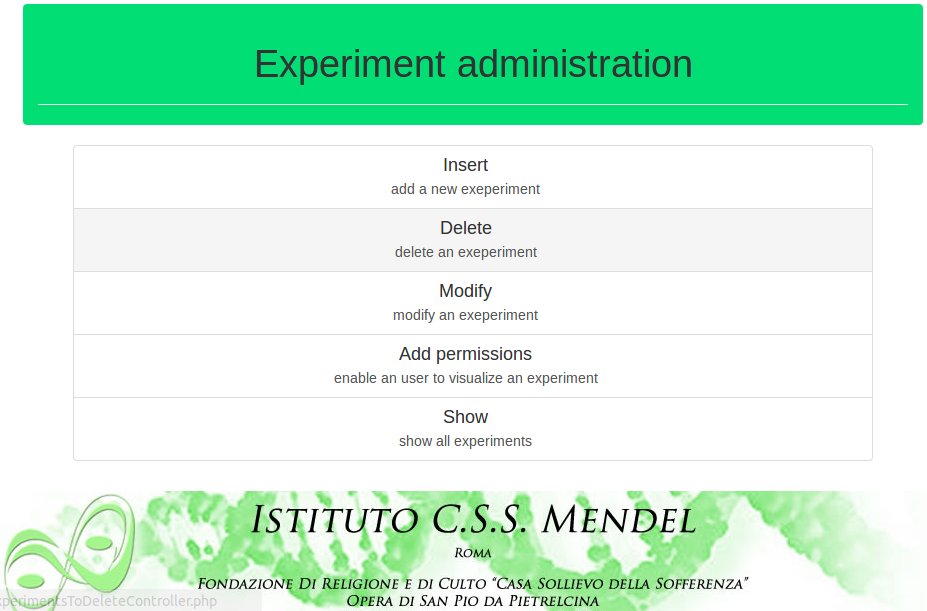 Experiment administration
Insert
add a new exeperiment
Delete
delete an exeperiment
Modify
modify an exeperiment
Add permissions
enable an user to visualize an experiment
Show
show all experiments
Istituto C.S.S. Mendel
Roma
Fondazione Di Religione e di Culto “Casa Sollievo della Sofferenza”
Opera di San Pio da Pietrelcina
xperimentsToDeleteController.php